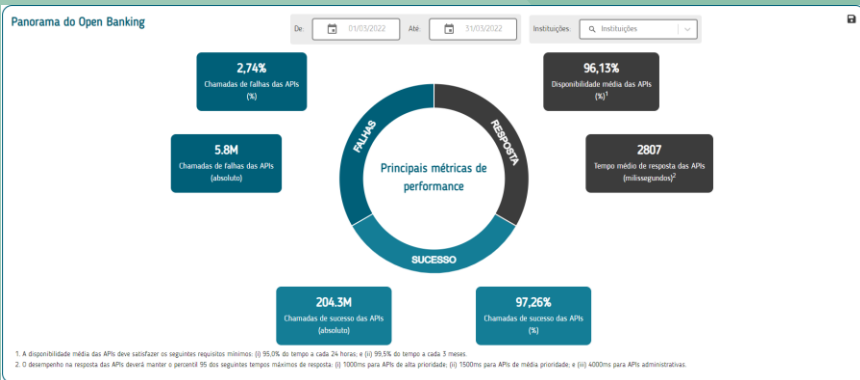 Panorama do Open Banking
De: 01/03/2022 Até: 31/03/2022 Instituições: Instituições
2,74%
Chamadas de falhas das APIs
(%)
96,13%
Disponibilidade média das APIs
(%)1
5.8M
Chamadas de falhas das APIs
(absoluto)
2807
Tempo médio de resposta das APIs
(milissegundos)2
FALHAS
RESPOSTA
Principais métricas de
performance
SUCESSO
204.3M
Chamadas de sucesso das APIs
(absoluto)
97,26%
Chamadas de sucesso das APIs
(%)
1. A disponibilidade média das APIs deve satisfazer os seguintes requisitos mínimos: (i) 95,0% do tempo a cada 24 horas; e (ii) 99,5% do tempo a cada 3 meses.
2. O desempenho na resposta das APIs deverá manter o percentil 95 dos seguintes tempos máximos de resposta: (i) 1000ms para APIs de alta prioridade; (ii) 1500ms para APIs de média prioridade; e (iii) 4000ms para APIs administrativas.